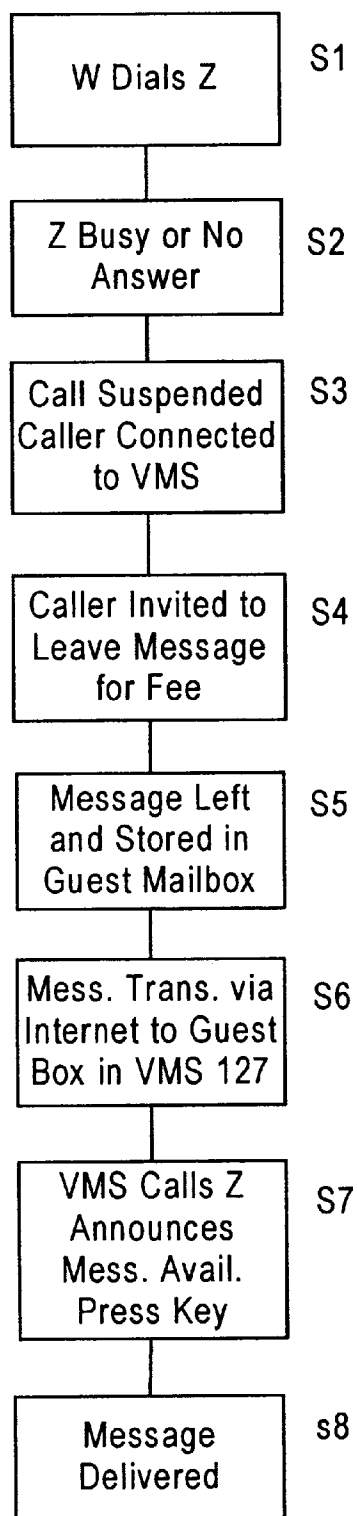 W Dials Z
S1
Z Busy or No
Answer
S2
Call Suspended
Caller Connected
to VMS
S3
Caller Invited to
Leave Message
for Fee
S4
Message Left
and Stored in
Guest Mailbox
S5
Mess. Trans. via
Internet to Guest
Box in VMS 127
S6
VMS Calls Z
Announces
Mess. Avail.
Press Key
S7
Message
Delivered
s8